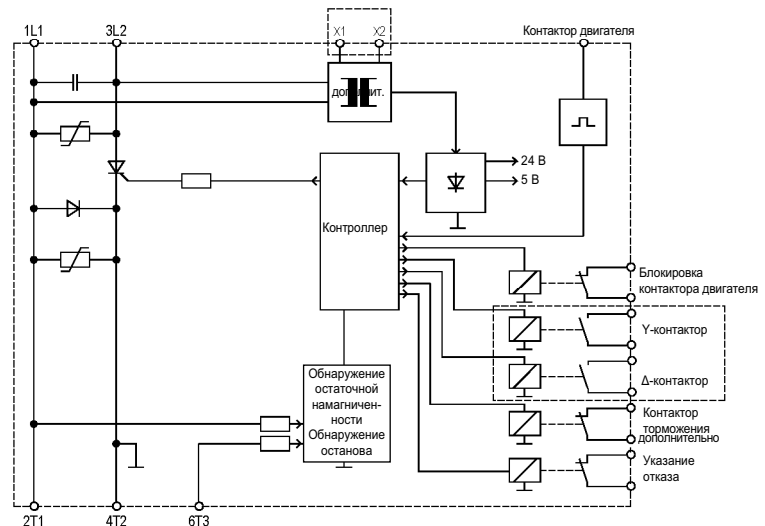 1L1
3L2
X1
X2
Контактор двигателя
дополнит.
24 В
5 В
Контроллер
Блокировка
контактора двигателя
Y-контактор
Δ-контактор
Обнаружение
остаточной
намагничен-
ности
Обнаружение
останова
Контактор
торможения
дополнительно
Указание
отказа
2T1
4T2
6T3